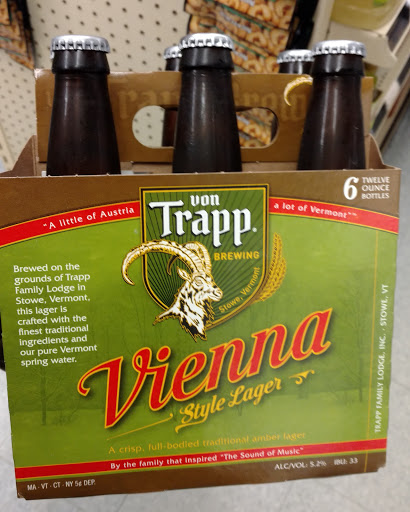 6 TWELVE
OUNCE
BOTTLES
"A little of Austria
a lot of Vermont"™
von
Trapp.
BREWING
Stowe, Vermont
Brewed on the
grounds of Trapp
Family Lodge in
Stowe, Vermont,
this lager is
crafted with the
finest traditional
ingredients and
our pure Vermont
spring water.
Vienna
Style Lager
A crisp, full-bodied traditional amber lager
By the family that inspired "The Sound of Music"
ALC/VOL: 5.2% IBU: 33
MA · VT · CT · NY 5¢ DEP.
TRAPP FAMILY LODGE, INC. · STOWE, VT